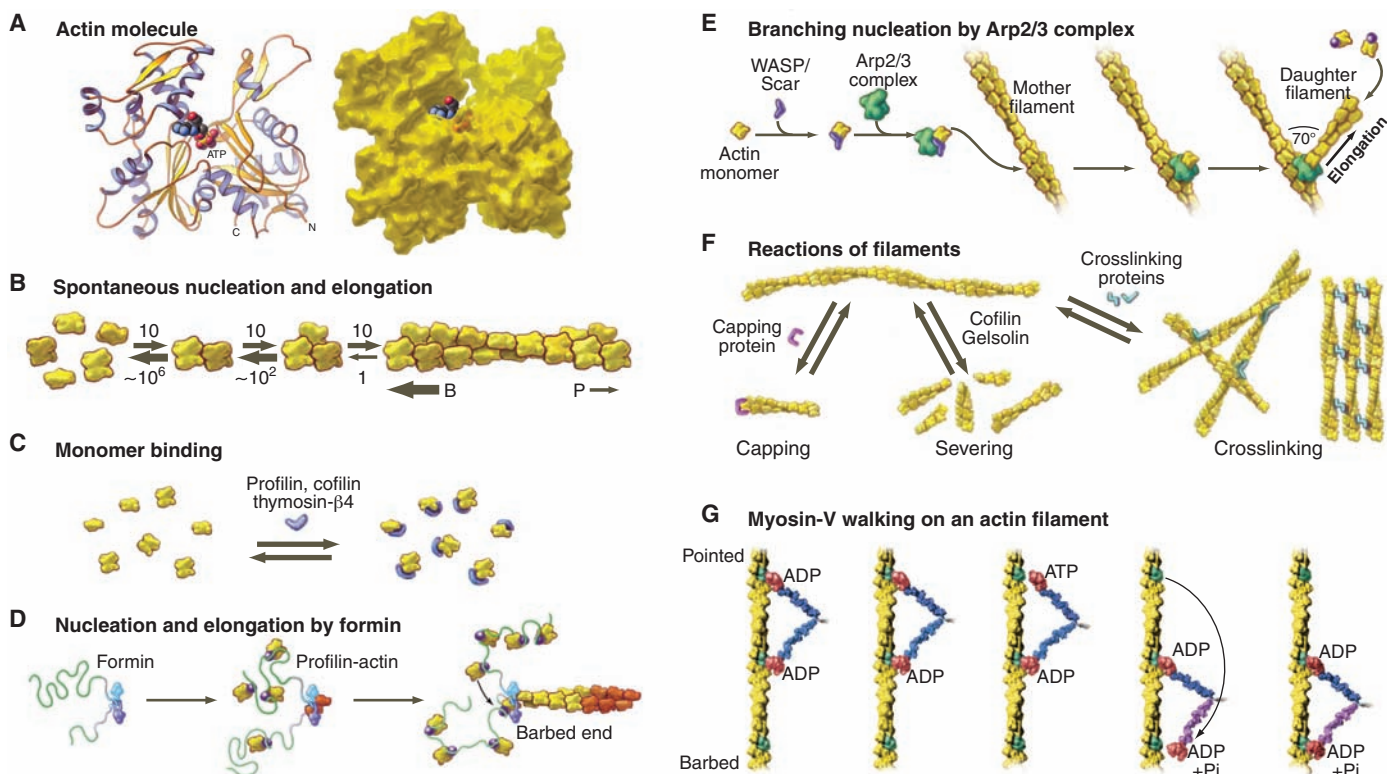 A Actin molecule
ATP
C
N
B Spontaneous nucleation and elongation
10 10 10
~10⁶ ~10² 1
B P
C Monomer binding
Profilin, cofilin
thymosin-β4
D Nucleation and elongation by formin
Formin
Profilin-actin
Barbed end
E Branching nucleation by Arp2/3 complex
WASP/
Scar
Arp2/3
complex
Actin
monomer
Mother
filament
Daughter
filament
70°
Elongation
F Reactions of filaments
Capping
protein
Cofilin
Gelsolin
Crosslinking
proteins
Capping
Severing
Crosslinking
G Myosin-V walking on an actin filament
Pointed
Barbed
ADP
ADP
ADP
ADP
ATP
ADP
ADP
ADP
+Pi
ADP
ADP
+Pi